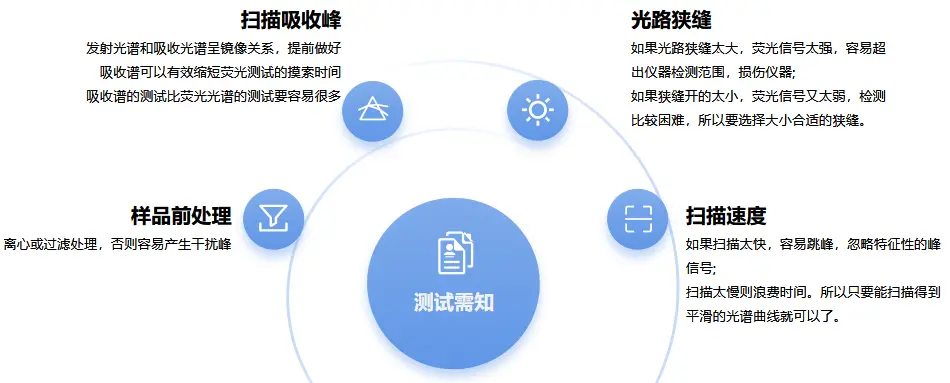 扫描吸收峰
发射光谱和吸收光谱呈镜像关系，提前做好
吸收谱可以有效缩短荧光测试的摸索时间
吸收谱的测试比荧光光谱的测试要容易很多
光路狭缝
如果光路狭缝太大，荧光信号太强，容易超
出仪器检测范围，损伤仪器;
如果狭缝开的太小，荧光信号又太弱，检测
比较困难，所以要选择大小合适的狭缝。
样品前处理
离心或过滤处理，否则容易产生干扰峰
测试需知
扫描速度
如果扫描太快，容易跳峰，忽略特征性的峰
信号;
扫描太慢则浪费时间。所以只要能扫描得到
平滑的光谱曲线就可以了。